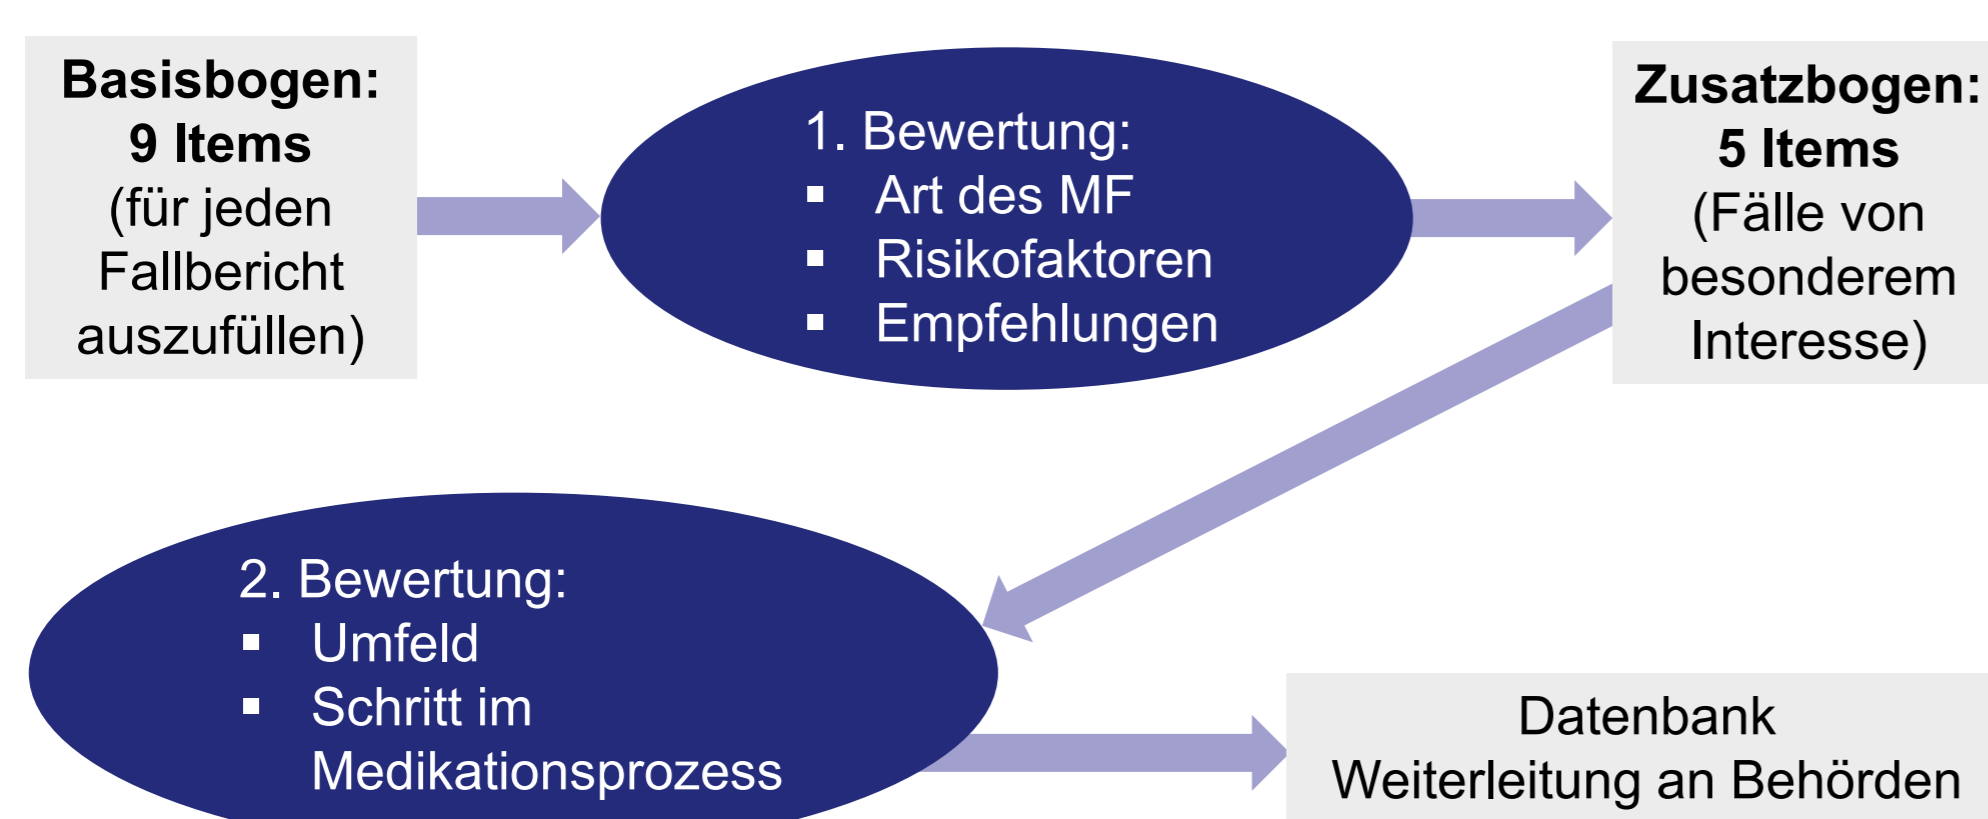 Basisbogen:
9 Items
(für jeden
Fallbericht
auszufüllen)
1. Bewertung:
▪ Art des MF
▪ Risikofaktoren
▪ Empfehlungen
Zusatzbogen:
5 Items
(Fälle von
besonderem
Interesse)
2. Bewertung:
▪ Umfeld
▪ Schritt im
Medikationsprozess
Datenbank
Weiterleitung an Behörden